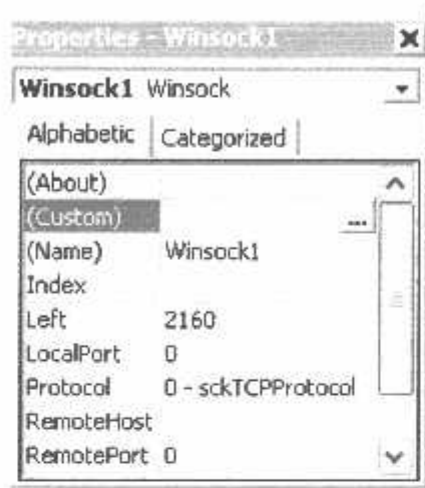 Properties - Winsock1
Winsock1 Winsock
Alphabetic Categorized
(About)
(Custom) ...
(Name) Winsock1
Index
Left 2160
LocalPort 0
Protocol 0 - sckTCPProtocol
RemoteHost
RemotePort 0